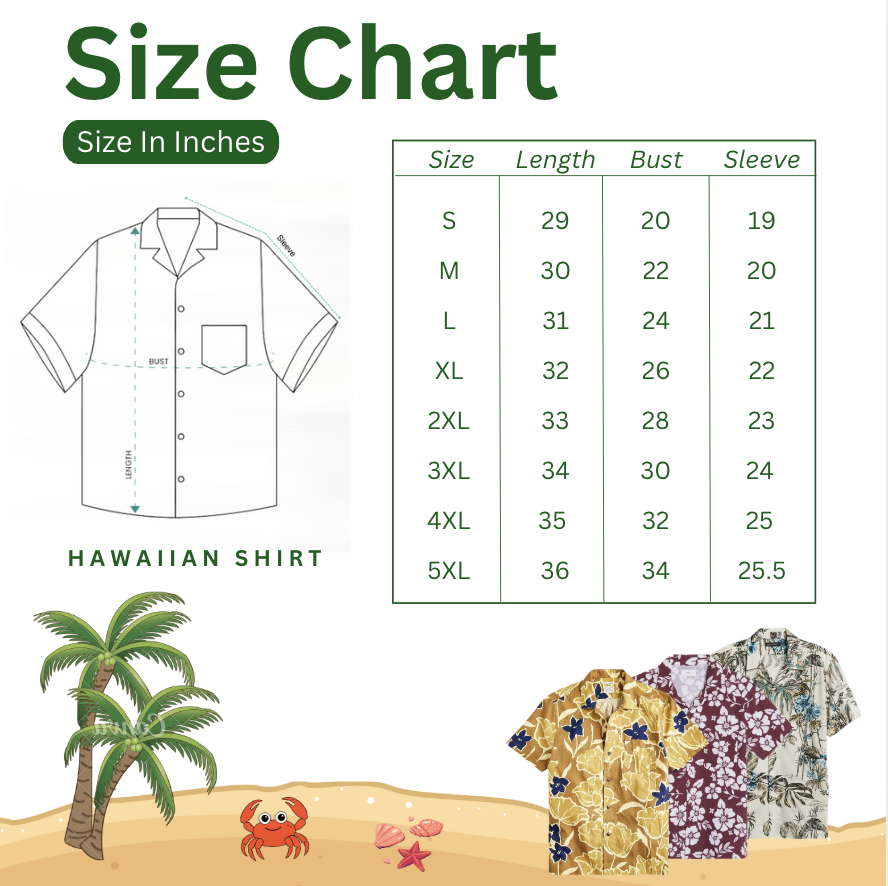 Size Chart
Size In Inches
Size Length Bust Sleeve
S 29 20 19
M 30 22 20
L 31 24 21
XL 32 26 22
2XL 33 28 23
3XL 34 30 24
4XL 35 32 25
5XL 36 34 25.5
Sleeve
BUST
LENGTH
HAWAIIAN SHIRT